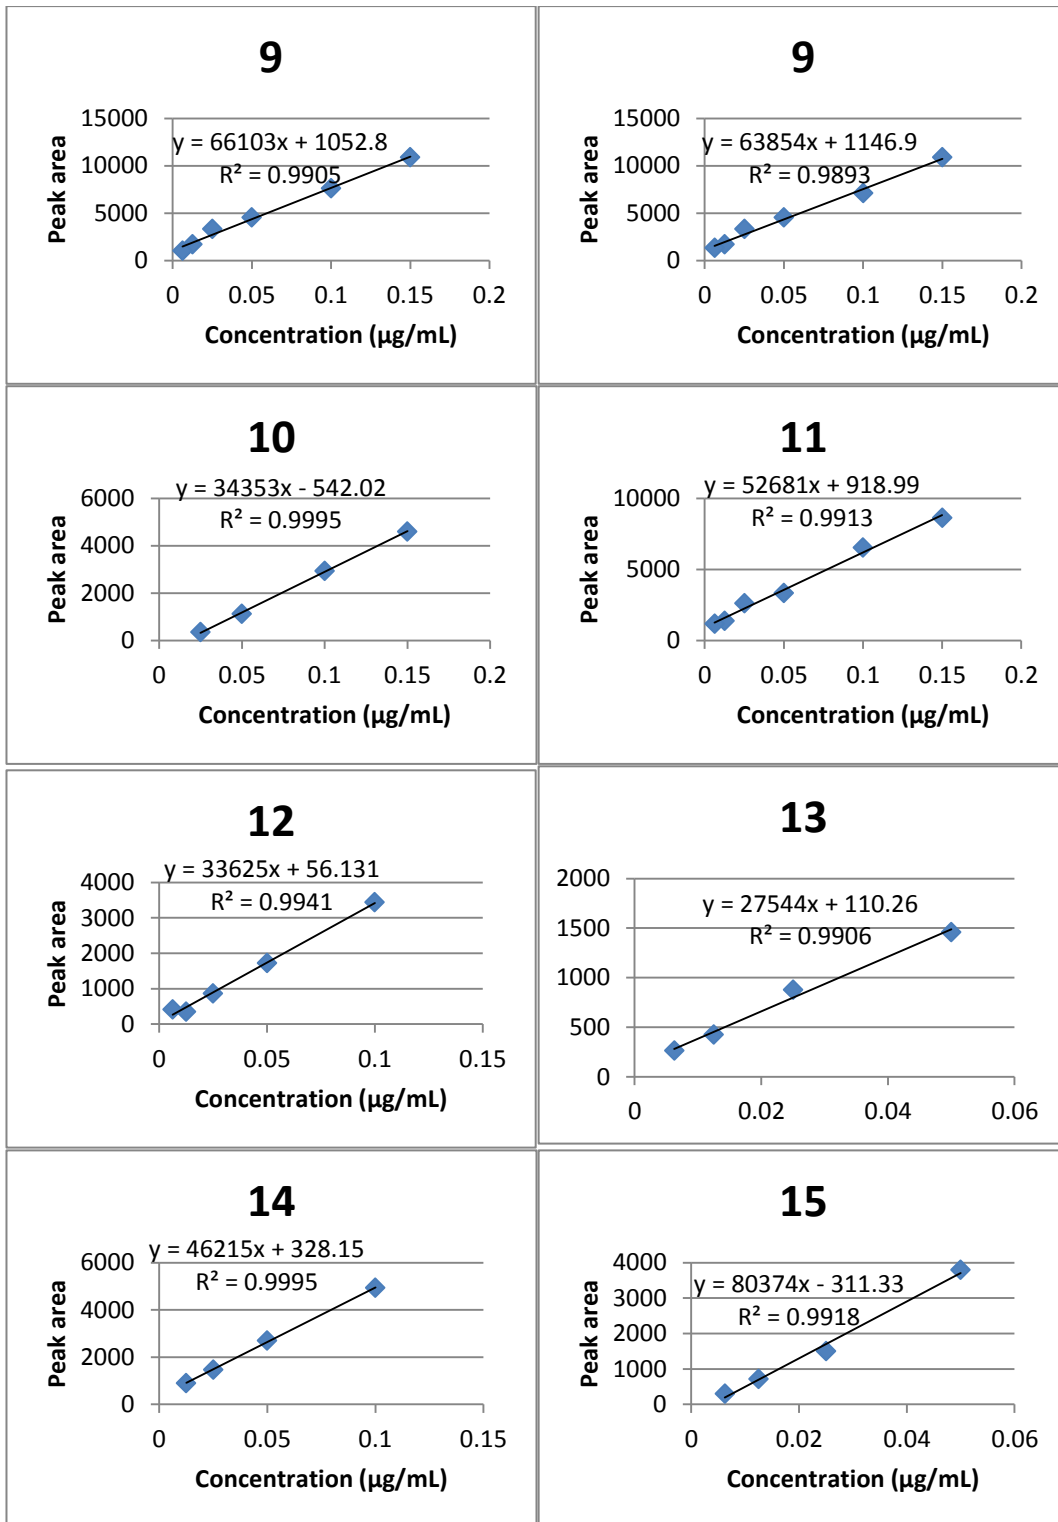 9
y = 66103x + 1052.8
R² = 0.9905
15000
10000
5000
0
0 0.05 0.1 0.15 0.2
Peak area
Concentration (µg/mL)
9
y = 63854x + 1146.9
R² = 0.9893
15000
10000
5000
0
0 0.05 0.1 0.15 0.2
Peak area
Concentration (µg/mL)
10
y = 34353x - 542.02
R² = 0.9995
6000
4000
2000
0
0 0.05 0.1 0.15 0.2
Peak area
Concentration (µg/mL)
11
y = 52681x + 918.99
R² = 0.9913
10000
5000
0
0 0.05 0.1 0.15 0.2
Peak area
Concentration (µg/mL)
12
y = 33625x + 56.131
R² = 0.9941
4000
3000
2000
1000
0
0 0.05 0.1 0.15
Peak area
Concentration (µg/mL)
13
y = 27544x + 110.26
R² = 0.9906
2000
1500
1000
500
0
0 0.02 0.04 0.06
14
y = 46215x + 328.15
R² = 0.9995
6000
4000
2000
0
0 0.05 0.1 0.15
Peak area
Concentration (µg/mL)
15
y = 80374x - 311.33
R² = 0.9918
4000
3000
2000
1000
0
0 0.02 0.04 0.06
Peak area
Concentration (µg/mL)